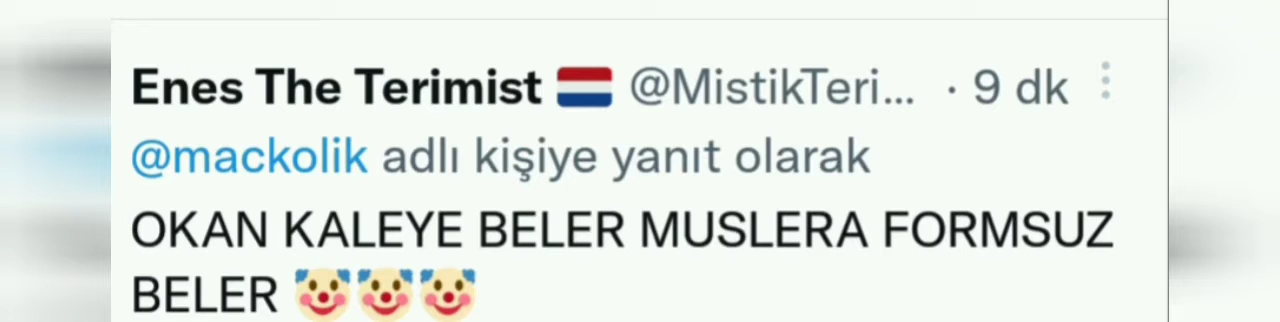 Enes The Terimist 🇳🇱 @MistikTeri... · 9 dk
@mackolik adlı kişiye yanıt olarak
OKAN KALEYE BELER MUSLERA FORMSUZ
BELER 🤡🤡🤡